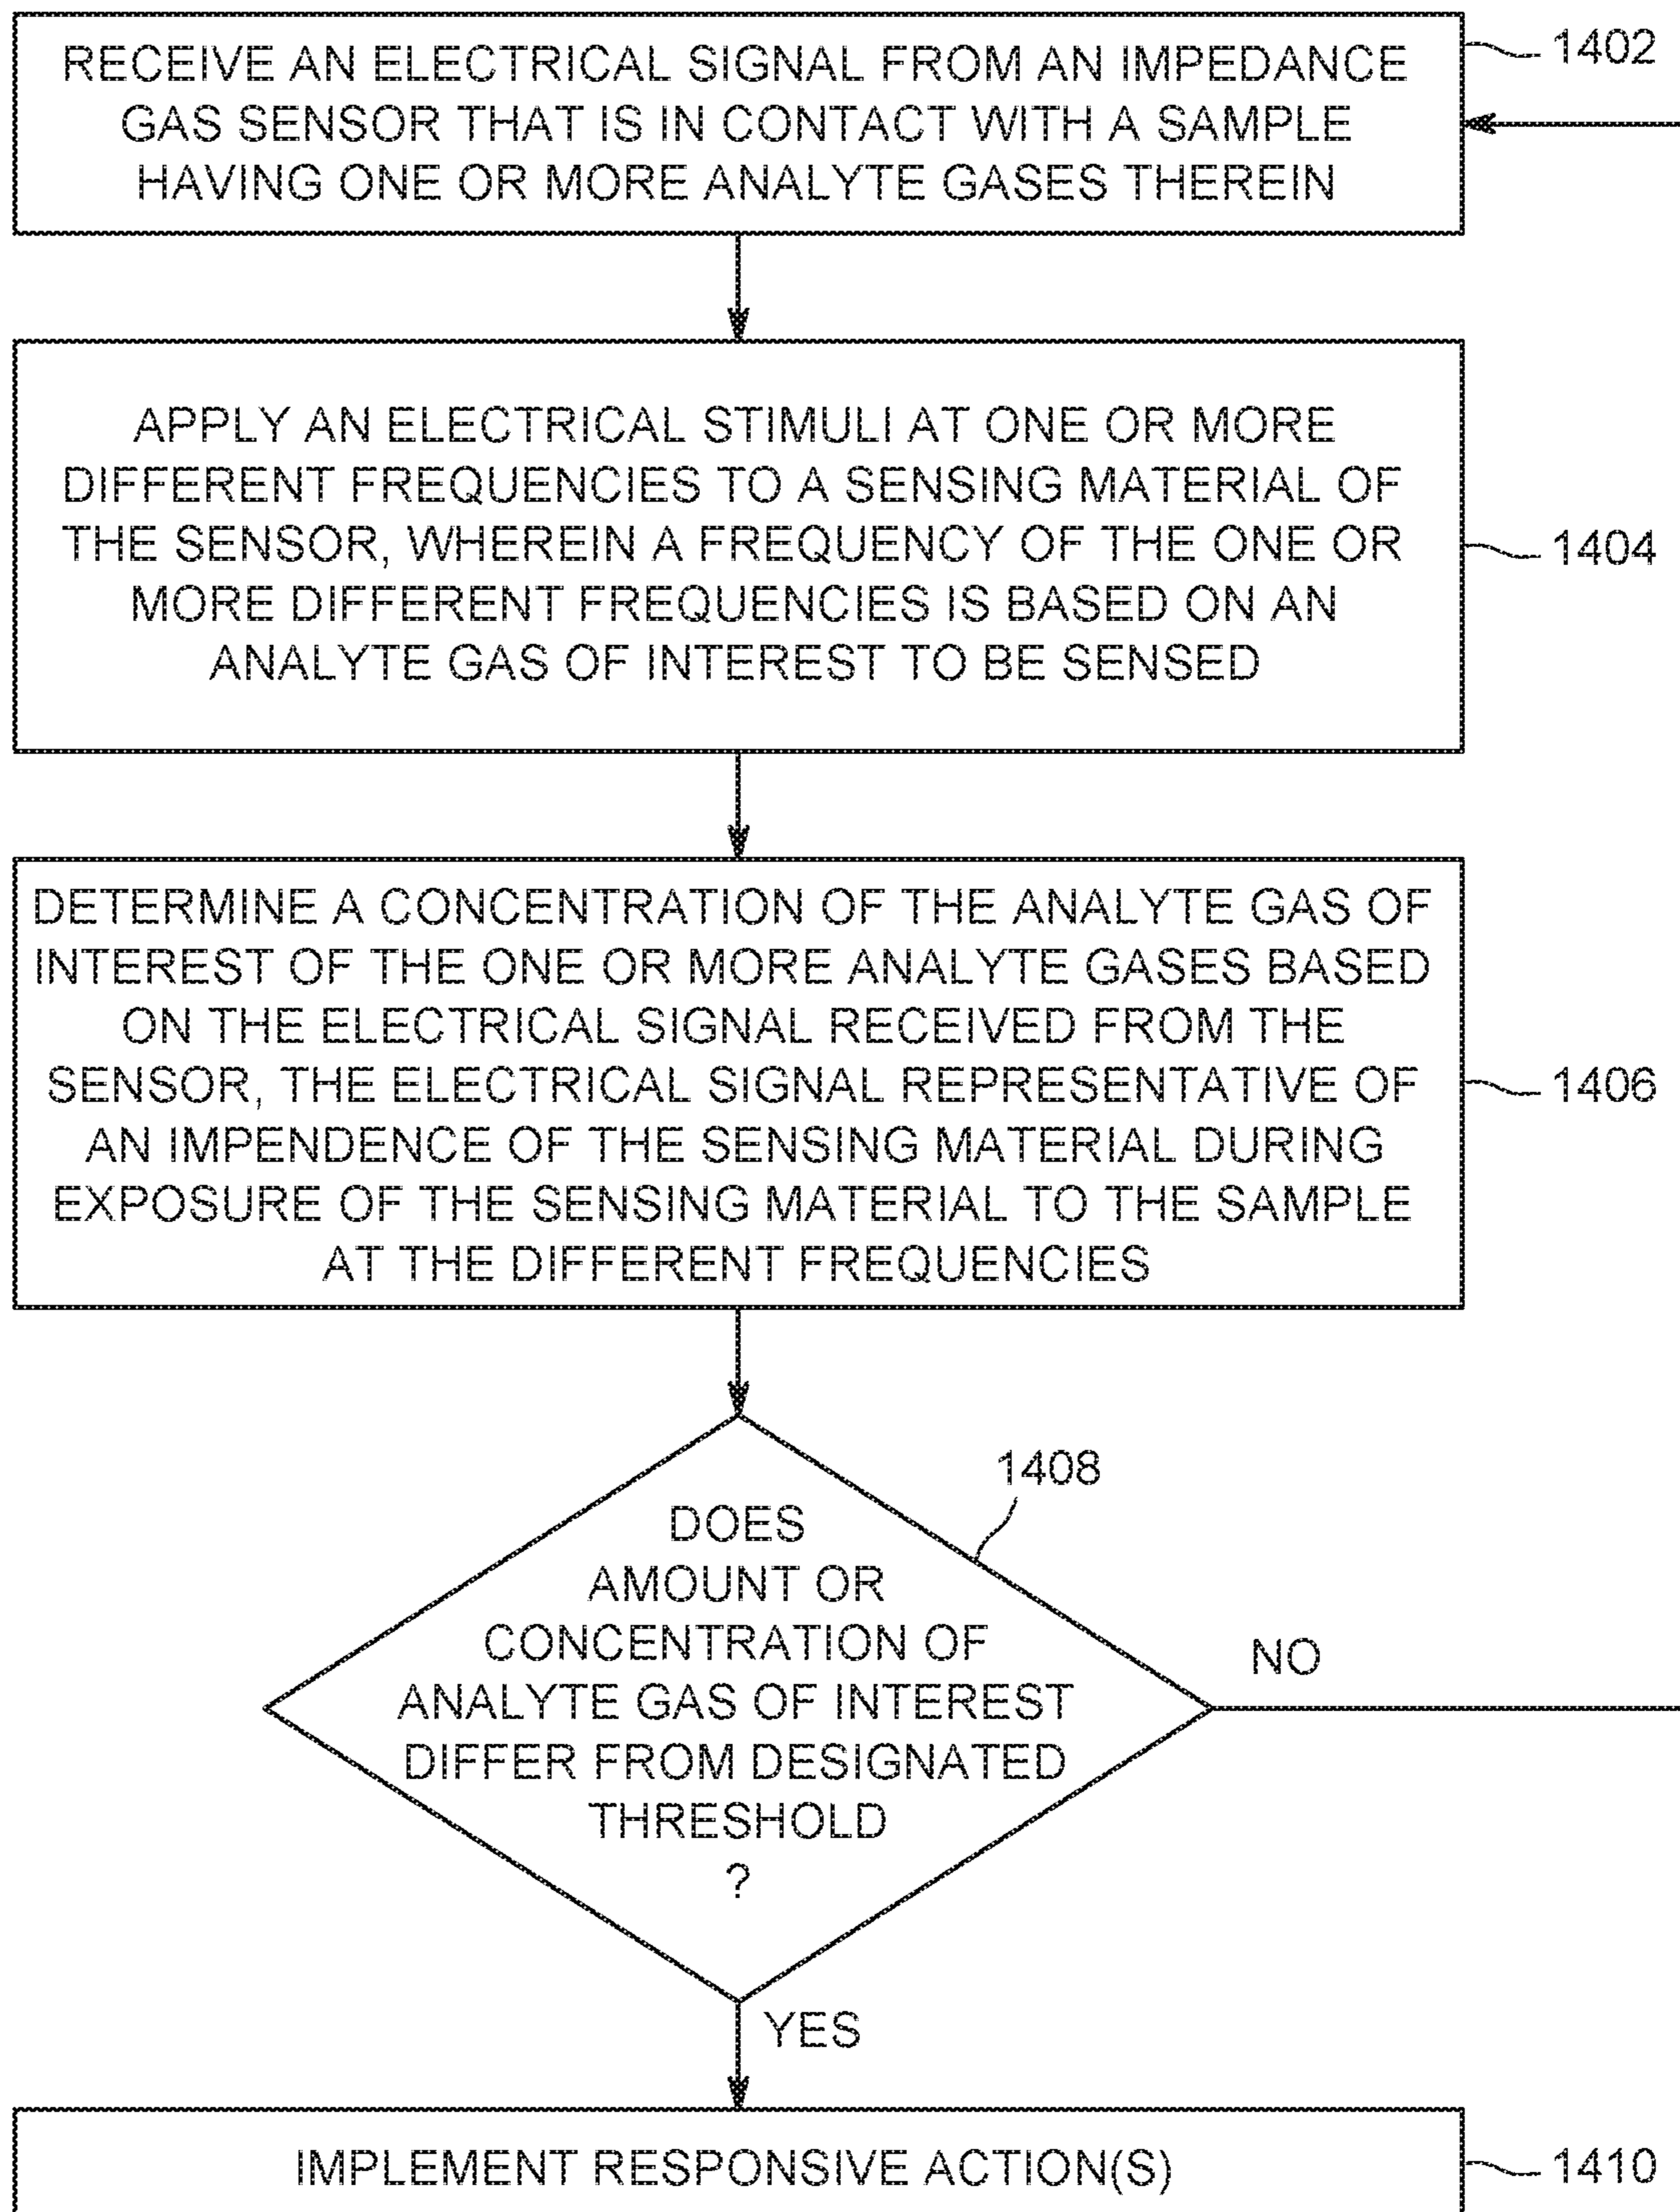 RECEIVE AN ELECTRICAL SIGNAL FROM AN IMPEDANCE
GAS SENSOR THAT IS IN CONTACT WITH A SAMPLE
HAVING ONE OR MORE ANALYTE GASES THEREIN
1402
APPLY AN ELECTRICAL STIMULI AT ONE OR MORE
DIFFERENT FREQUENCIES TO A SENSING MATERIAL OF
THE SENSOR, WHEREIN A FREQUENCY OF THE ONE OR
MORE DIFFERENT FREQUENCIES IS BASED ON AN
ANALYTE GAS OF INTEREST TO BE SENSED
1404
DETERMINE A CONCENTRATION OF THE ANALYTE GAS OF
INTEREST OF THE ONE OR MORE ANALYTE GASES BASED
ON THE ELECTRICAL SIGNAL RECEIVED FROM THE
SENSOR, THE ELECTRICAL SIGNAL REPRESENTATIVE OF
AN IMPENDENCE OF THE SENSING MATERIAL DURING
EXPOSURE OF THE SENSING MATERIAL TO THE SAMPLE
AT THE DIFFERENT FREQUENCIES
1406
1408
DOES
AMOUNT OR
CONCENTRATION OF
ANALYTE GAS OF INTEREST
DIFFER FROM DESIGNATED
THRESHOLD
?
NO
YES
IMPLEMENT RESPONSIVE ACTION(S)
1410